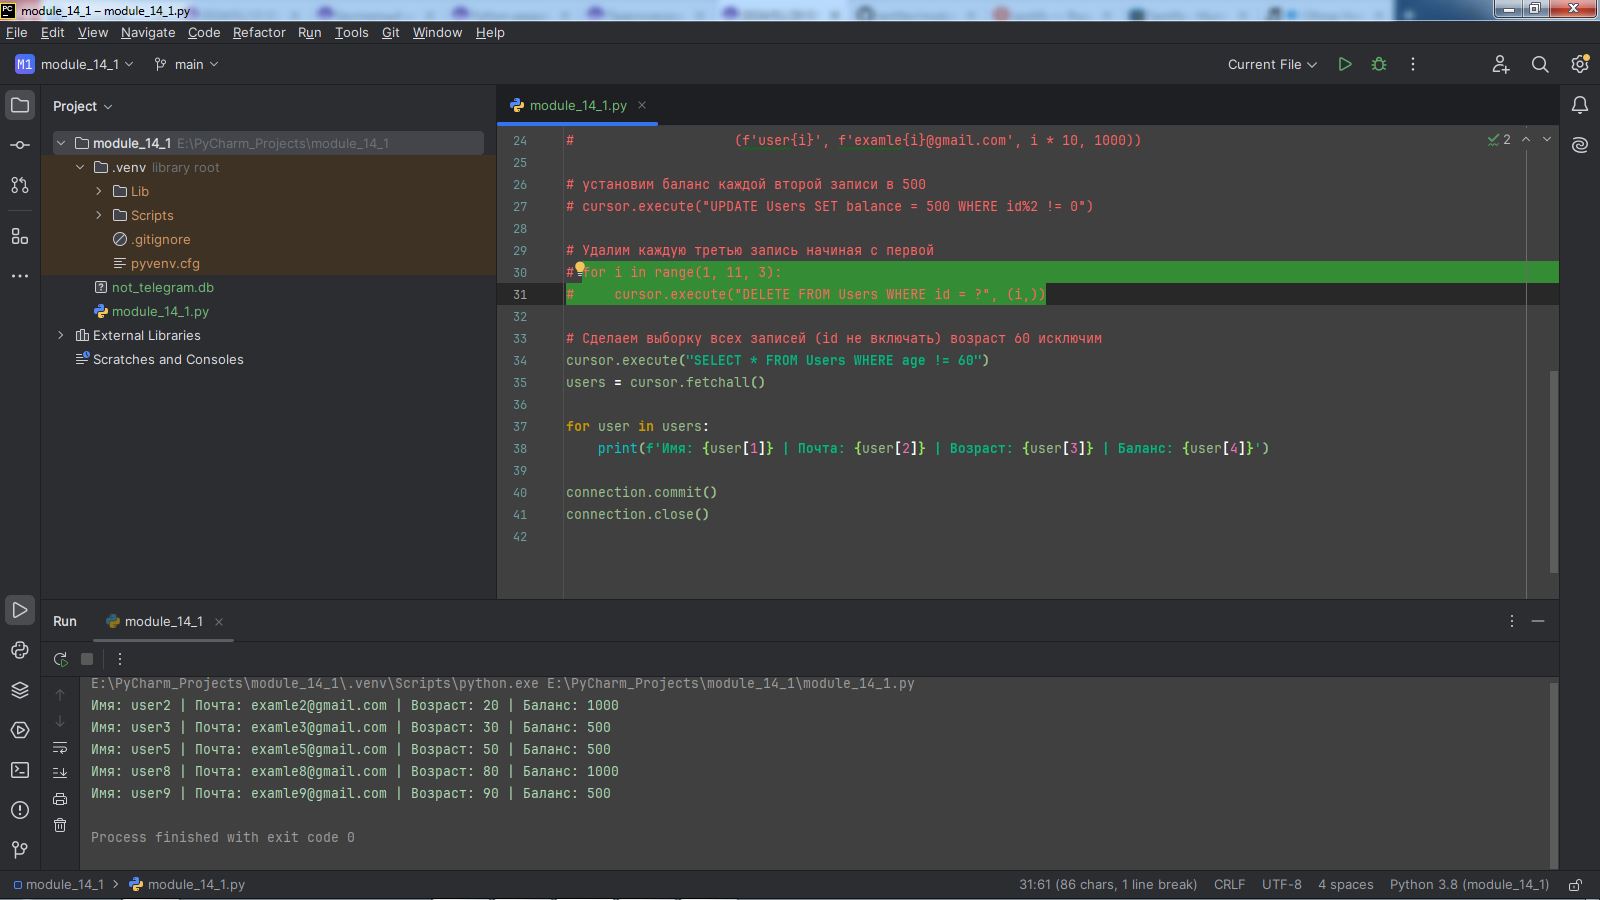 PC module_14_1 – module_14_1.py
File Edit View Navigate Code Refactor Run Tools Git Window Help
M1 module_14_1 main Current File
Project
module_14_1 E:\PyCharm_Projects\module_14_1
.venv library root
Lib
Scripts
.gitignore
pyvenv.cfg
not_telegram.db
module_14_1.py
External Libraries
Scratches and Consoles
module_14_1.py
2
24 # (f'user{i}', f'examle{i}@gmail.com', i * 10, 1000))
25
26 # установим баланс каждой второй записи в 500
27 # cursor.execute("UPDATE Users SET balance = 500 WHERE id%2 != 0")
28
29 # Удалим каждую третью запись начиная с первой
30 # for i in range(1, 11, 3):
31 #     cursor.execute("DELETE FROM Users WHERE id = ?", (i,))
32
33 # Сделаем выборку всех записей (id не включать) возраст 60 исключим
34 cursor.execute("SELECT * FROM Users WHERE age != 60")
35 users = cursor.fetchall()
36
37 for user in users:
38     print(f'Имя: {user[1]} | Почта: {user[2]} | Возраст: {user[3]} | Баланс: {user[4]}')
39
40 connection.commit()
41 connection.close()
42
Run module_14_1
E:\PyCharm_Projects\module_14_1\.venv\Scripts\python.exe E:\PyCharm_Projects\module_14_1\module_14_1.py
Имя: user2 | Почта: examle2@gmail.com | Возраст: 20 | Баланс: 1000
Имя: user3 | Почта: examle3@gmail.com | Возраст: 30 | Баланс: 500
Имя: user5 | Почта: examle5@gmail.com | Возраст: 50 | Баланс: 500
Имя: user8 | Почта: examle8@gmail.com | Возраст: 80 | Баланс: 1000
Имя: user9 | Почта: examle9@gmail.com | Возраст: 90 | Баланс: 500
Process finished with exit code 0
module_14_1 > module_14_1.py 31:61 (86 chars, 1 line break) CRLF UTF-8 4 spaces Python 3.8 (module_14_1)